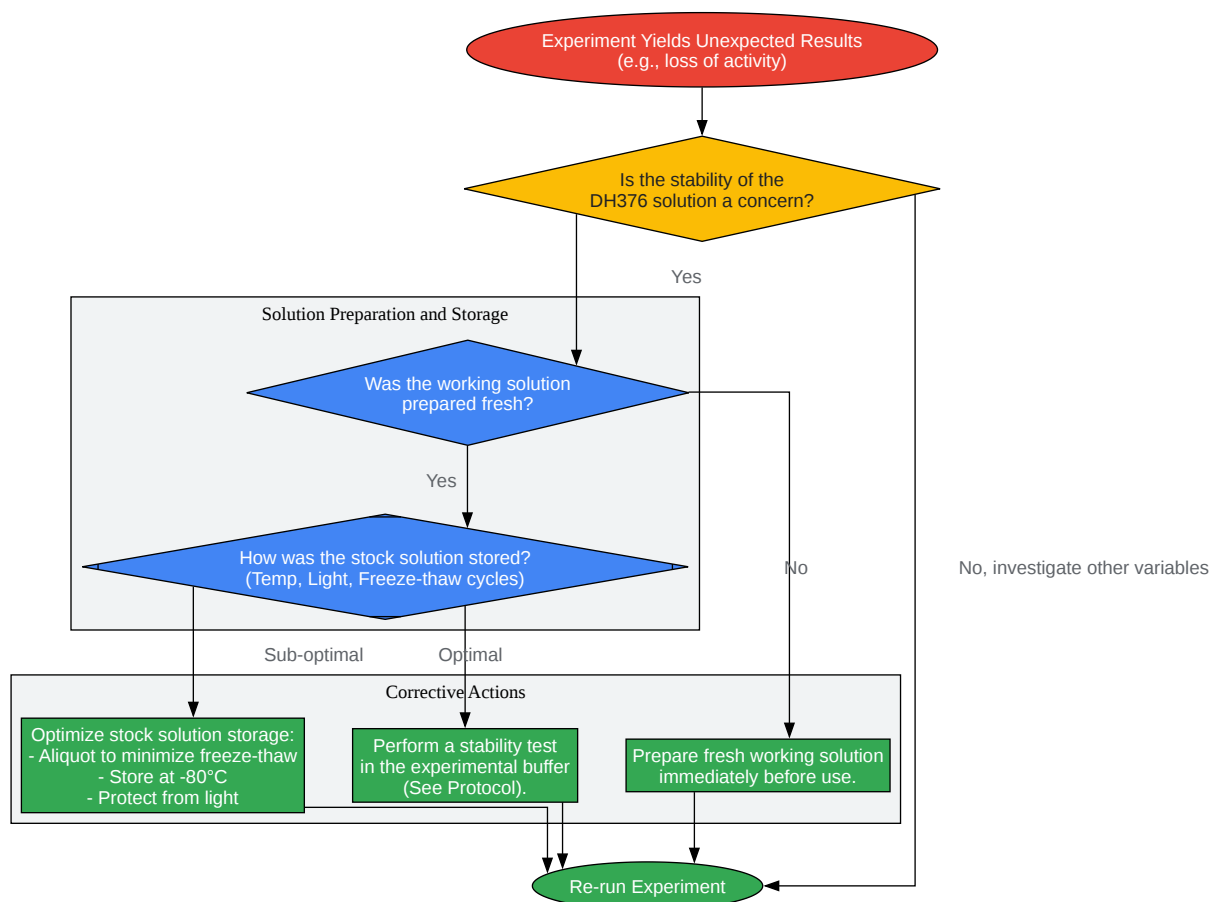 Experiment Yields Unexpected Results
(e.g., loss of activity)
Is the stability of the
DH376 solution a concern?
Yes
Solution Preparation and Storage
Was the working solution
prepared fresh?
Yes
How was the stock solution stored?
(Temp, Light, Freeze-thaw cycles)
No
No, investigate other variables
Sub-optimal
Optimal
Corrective Actions
Optimize stock solution storage:
- Aliquot to minimize freeze-thaw
- Store at -80°C
- Protect from light
Perform a stability test
in the experimental buffer
(See Protocol).
Prepare fresh working solution
immediately before use.
Re-run Experiment